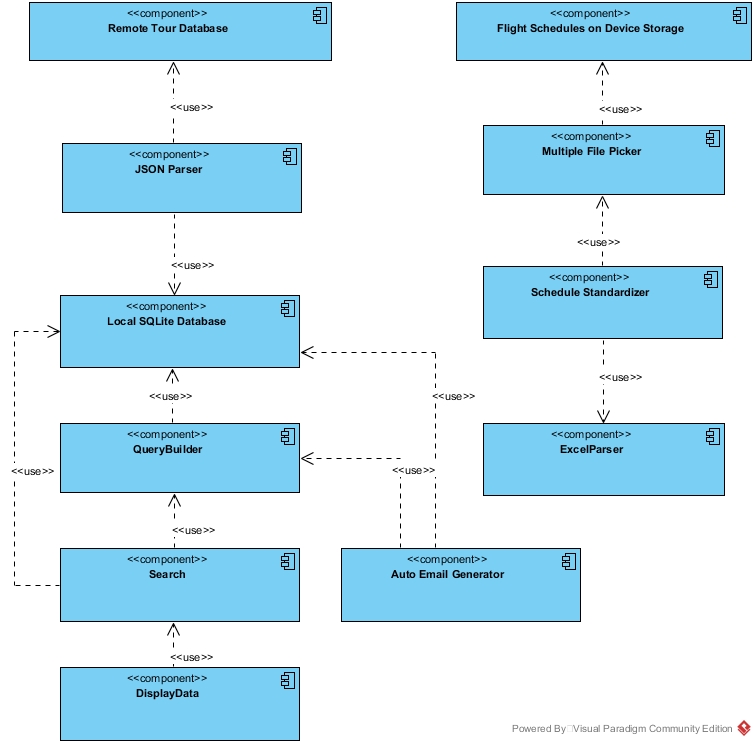 <<component>>
Remote Tour Database
<<component>>
Flight Schedules on Device Storage
<<use>>
<<use>>
<<component>>
JSON Parser
<<component>>
Multiple File Picker
<<use>>
<<use>>
<<component>>
Local SQLite Database
<<component>>
Schedule Standardizer
<<use>>
<<use>>
<<use>>
<<component>>
QueryBuilder
<<component>>
ExcelParser
<<use>>
<<use>>
<<use>>
<<component>>
Search
<<component>>
Auto Email Generator
<<use>>
<<component>>
DisplayData
Powered By Visual Paradigm Community Edition